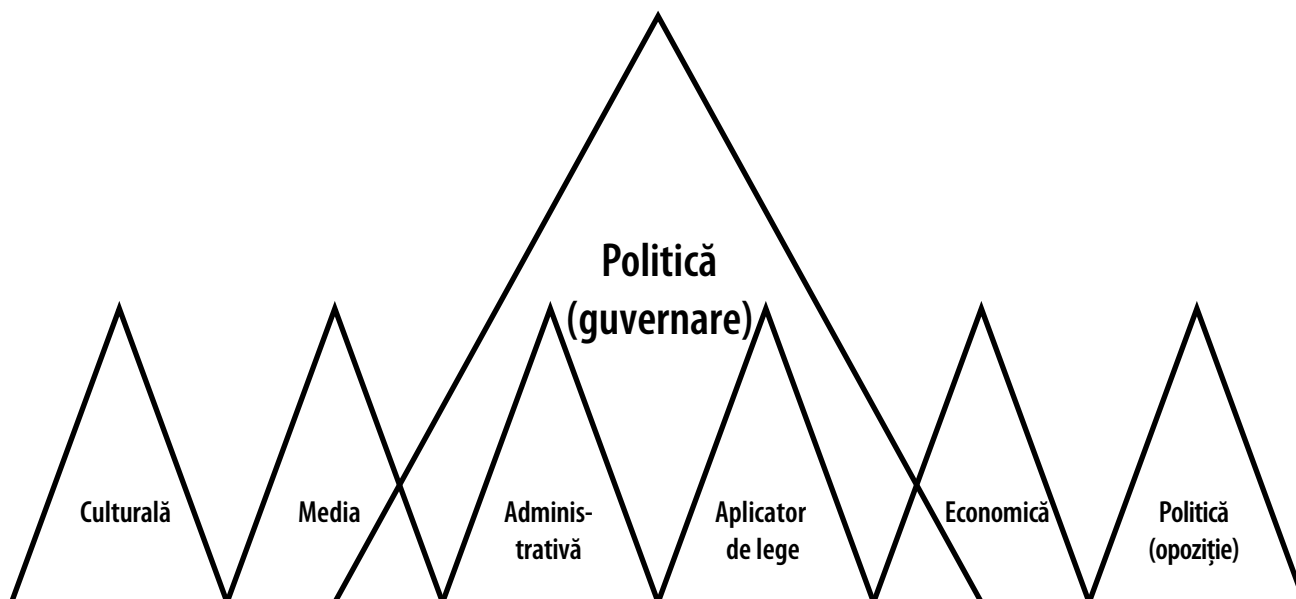 Politică
(guvernare)
Culturală
Media
Adminis-
trativă
Aplicator
de lege
Economică
Politică
(opoziție)